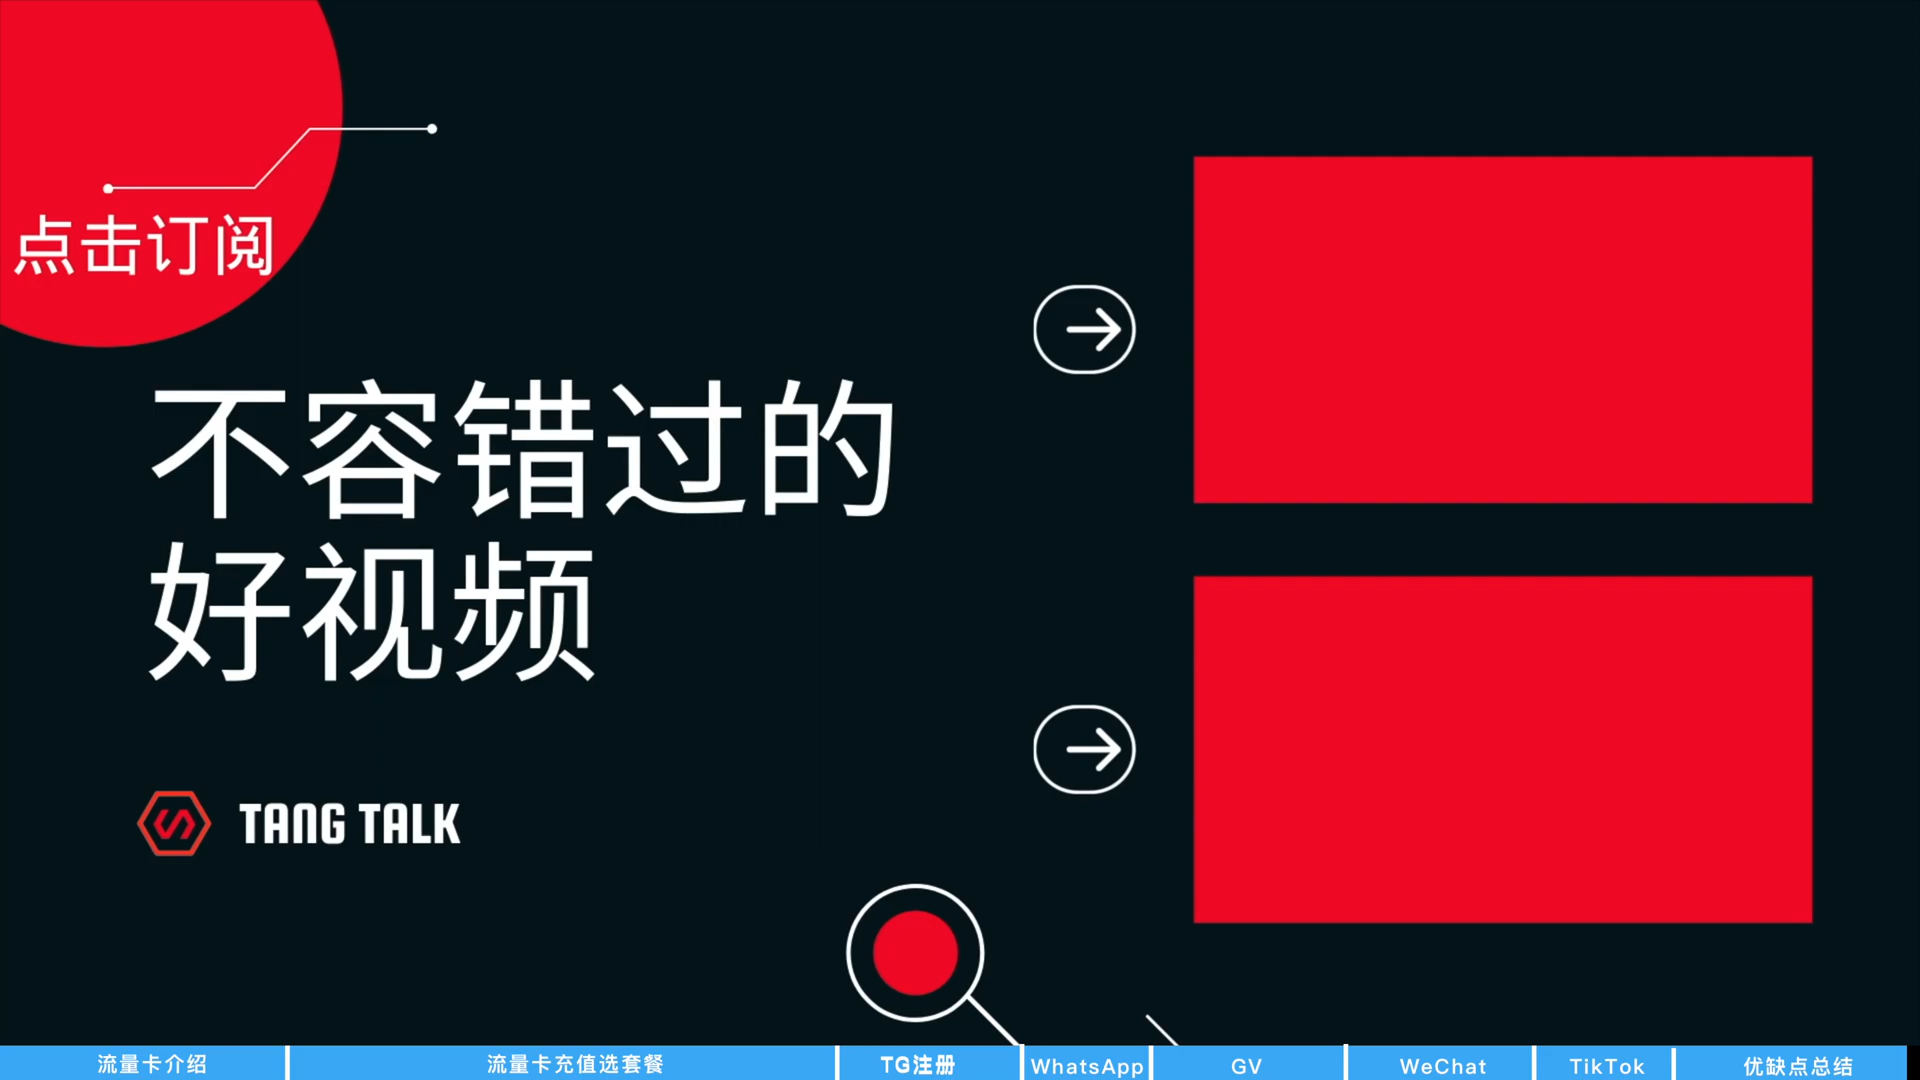 点击订阅
不容错过的
好视频
TANG TALK
流量卡介绍
流量卡充值选套餐
TG注册
WhatsApp
GV
WeChat
TikTok
优缺点总结